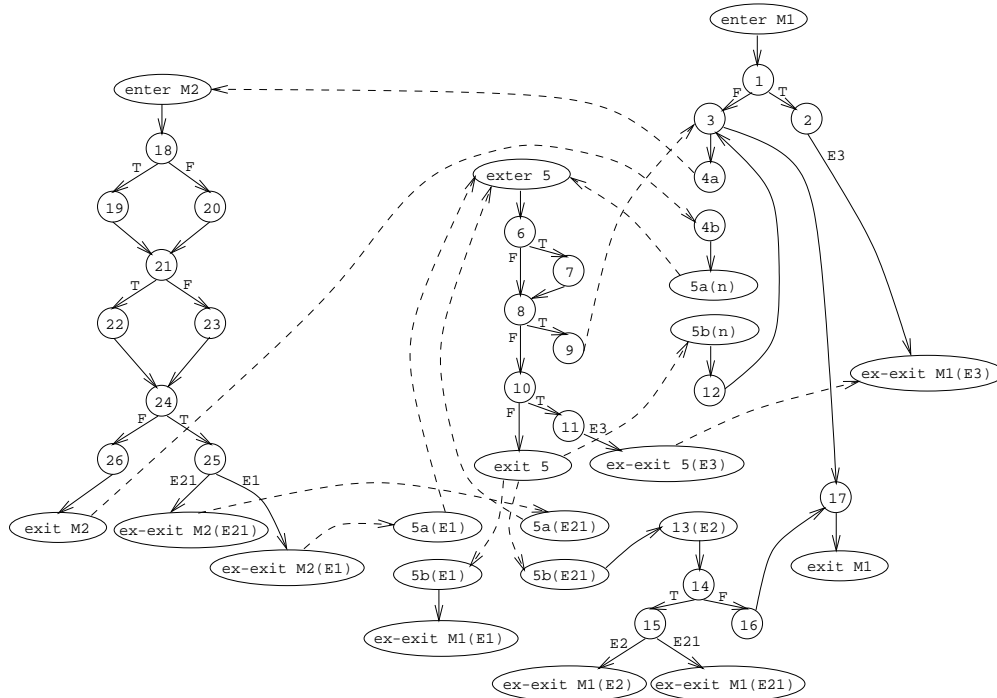 enter M1
1
F
T
enter M2
3
2
18
E3
T
F
4a
exter 5
19
20
4b
6
T
F
21
7
5a(n)
T
F
8
5b(n)
22
23
T
F
9
ex-exit M1(E3)
10
12
24
T
F
11
E3
F
T
26
25
exit 5
ex-exit 5(E3)
E21
E1
17
exit M2
ex-exit M2(E21)
5a(E1)
5a(E21)
13(E2)
ex-exit M2(E1)
5b(E1)
5b(E21)
exit M1
14
T
F
15
16
ex-exit M1(E1)
E2
E21
ex-exit M1(E2)
ex-exit M1(E21)